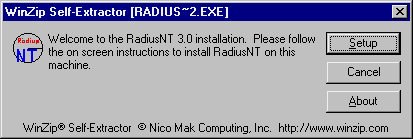 WinZip Self-Extractor [RADIUS~2.EXE]
Radius
NT
Welcome to the RadiusNT 3.0 installation. Please follow
the on screen instructions to install RadiusNT on this
machine.
Setup
Cancel
About
WinZip® Self-Extractor © Nico Mak Computing, Inc. http://www.winzip.com